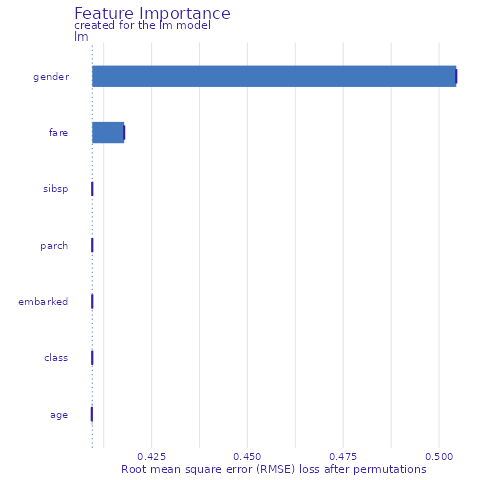 Feature Importance
created for the lm model
lm
gender
fare
sibsp
parch
embarked
class
age
0.425 0.450 0.475 0.500
Root mean square error (RMSE) loss after permutations